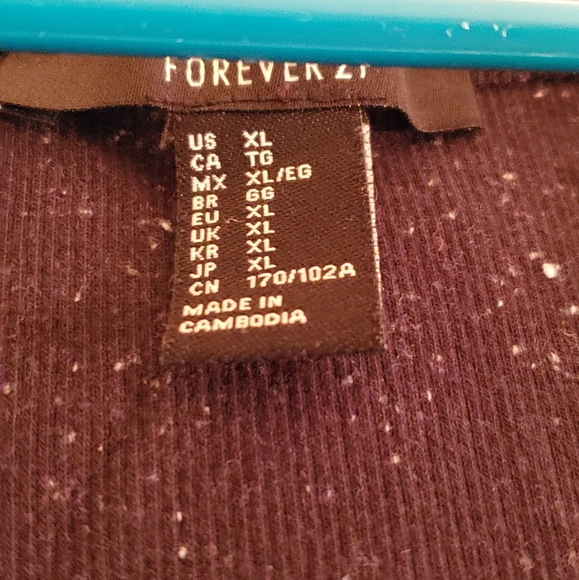 FOREVER 21
US XL
CA TG
MX XL/EG
BR GG
EU XL
UK XL
KR XL
JP XL
CN 170/102A
MADE IN
CAMBODIA